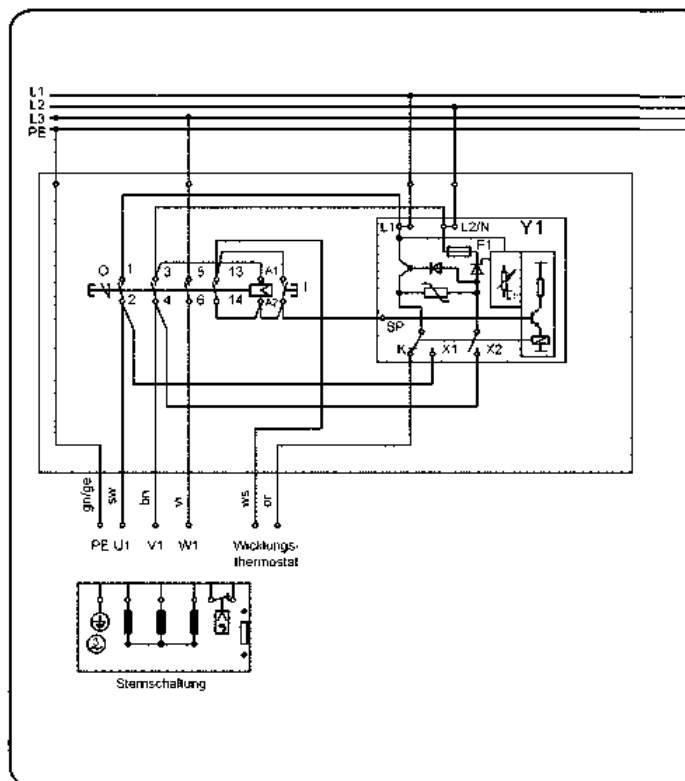 L1
L2
L3
PE
L1 L2/N Y1
F1
O 1 3 5 13 A1 I
2 4 6 14 A2
SP
K X1 X2
gn/ge sw bn vi ws or
PE U1 V1 W1 Wicklungs-
thermostat
Sternschaltung